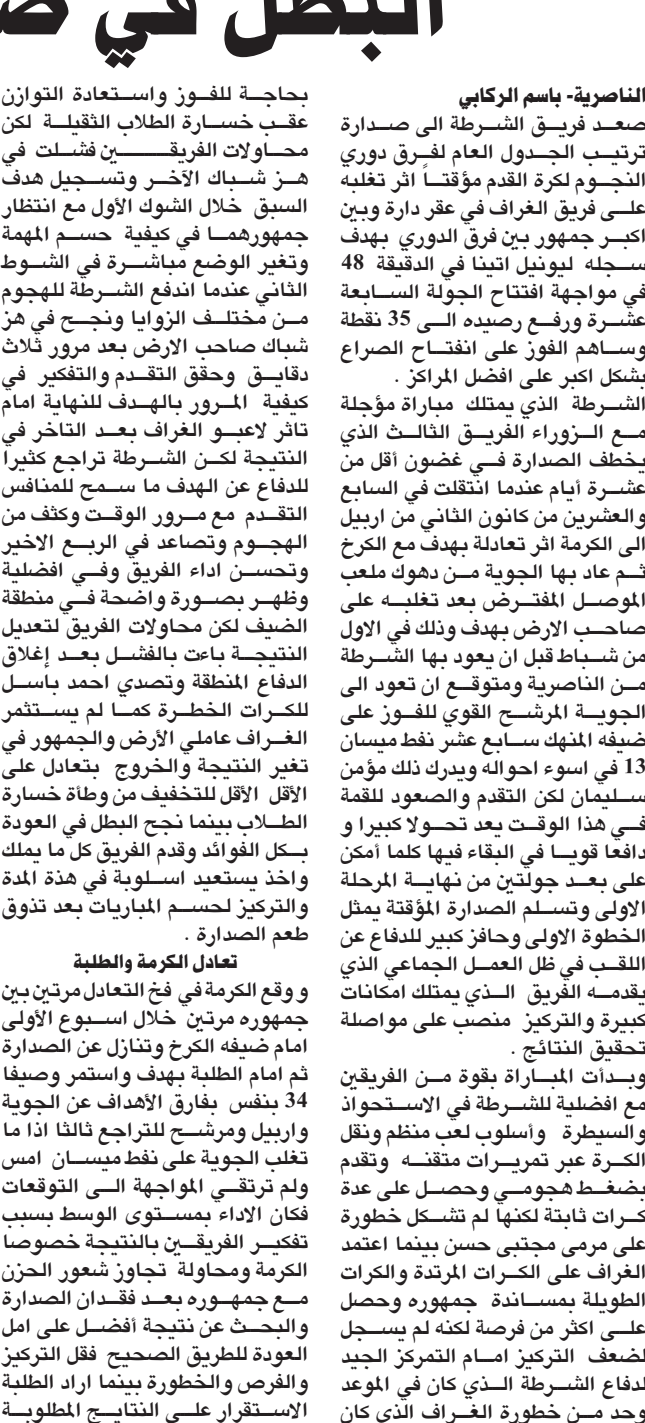 البطل في
الناصرية- باسم الركابي
صعد فريق الشرطة الى صدارة
ترتيب الجدول العام لفرق دوري
النجوم لكرة القدم مؤقتاً اثر تغلبه
على فريق الغراف في عقر دارة وبين
اكبر جمهور بين فرق الدوري بهدف
سجله ليونيل اتينا في الدقيقة 48
في مواجهة افتتاح الجولة السابعة
عشرة ورفع رصيده الى 35 نقطة
وساهم الفوز على انفتاح الصراع
بشكل اكبر على افضل المراكز .
الشرطة الذي يمتلك مباراة مؤجلة
مع الزوراء الفريق الثالث الذي
يخطف الصدارة في غضون أقل من
عشرة أيام عندما انتقلت في السابع
والعشرين من كانون الثاني من اربيل
الى الكرمة اثر تعادلة بهدف مع الكرخ
ثم عاد بها الجوية من دهوك ملعب
الموصل المفترض بعد تغلبه على
صاحب الارض بهدف وذلك في الاول
من شباط قبل ان يعود بها الشرطة
من الناصرية ومتوقع ان تعود الى
الجوية المرشح القوي للفوز على
ضيفه المنهك سابع عشر نفط ميسان
13 في اسوء احواله ويدرك ذلك مؤمن
سليمان لكن التقدم والصعود للقمة
في هذا الوقت يعد تحولا كبيرا و
دافعا قويا في البقاء فيها كلما أمكن
على بعد جولتين من نهاية المرحلة
الاولى وتسلم الصدارة المؤقتة يمثل
الخطوة الاولى وحافز كبير للدفاع عن
اللقب في ظل العمل الجماعي الذي
يقدمه الفريق الذي يمتلك امكانات
كبيرة والتركيز منصب على مواصلة
تحقيق النتائج .
وبدأت المباراة بقوة من الفريقين
مع افضلية للشرطة في الاستحواذ
والسيطرة وأسلوب لعب منظم ونقل
الكرة عبر تمريرات متقنه وتقدم
بضغط هجومي وحصل على عدة
كرات ثابتة لكنها لم تشكل خطورة
على مرمى مجتبى حسن بينما اعتمد
الغراف على الكرات المرتدة والكرات
الطويلة بمساندة جمهوره وحصل
على اكثر من فرصة لكنه لم يسجل
لضعف التركيز امام التمركز الجيد
لدفاع الشرطة الذي كان في الموعد
وحد من خطورة الغراف الذي كان
بحاجة للفوز واستعادة التوازن
عقب خسارة الطلاب الثقيلة لكن
محاولات الفريقين فشلت في
هز شباك الآخر وتسجيل هدف
السبق خلال الشوك الأول مع انتظار
جمهورهما في كيفية حسم المهمة
وتغير الوضع مباشرة في الشوط
الثاني عندما اندفع الشرطة للهجوم
من مختلف الزوايا ونجح في هز
شباك صاحب الارض بعد مرور ثلاث
دقايق وحقق التقدم والتفكير في
كيفية المرور بالهدف للنهاية امام
تاثر لاعبو الغراف بعد التاخر في
النتيجة لكن الشرطة تراجع كثيرا
للدفاع عن الهدف ما سمح للمنافس
التقدم مع مرور الوقت وكثف من
الهجوم وتصاعد في الربع الاخير
وتحسن اداء الفريق وفي افضلية
وظهر بصورة واضحة في منطقة
الضيف لكن محاولات الفريق لتعديل
النتيجة باءت بالفشل بعد إغلاق
الدفاع المنطقة وتصدي احمد باسل
للكرات الخطرة كما لم يستثمر
الغراف عاملي الأرض والجمهور في
تغير النتيجة والخروج بتعادل على
الأقل الأقل للتخفيف من وطأة خسارة
الطلاب بينما نجح البطل في العودة
بكل الفوائد وقدم الفريق كل ما يملك
واخذ يستعيد اسلوبة في هذة المدة
والتركيز لحسم المباريات بعد تذوق
طعم الصدارة .
تعادل الكرمة والطلبة
و وقع الكرمة في فخ التعادل مرتين بين
جمهوره مرتين خلال اسبوع الأولى
امام ضيفه الكرخ وتنازل عن الصدارة
ثم امام الطلبة بهدف واستمر وصيفا
34 بنفس بفارق الأهداف عن الجوية
واربيل ومرشح للتراجع ثالثا اذا ما
تغلب الجوية على نفط ميسان امس
ولم ترتقي المواجهة الى التوقعات
فكان الاداء بمستوى الوسط بسبب
تفكير الفريقين بالنتيجة خصوصا
الكرمة ومحاولة تجاوز شعور الحزن
مع جمهوره بعد فقدان الصدارة
والبحث عن نتيجة أفضل على امل
العودة للطريق الصحيح فقل التركيز
والفرص والخطورة بينما اراد الطلبة
الاستقرار على النتايج المطلوبة